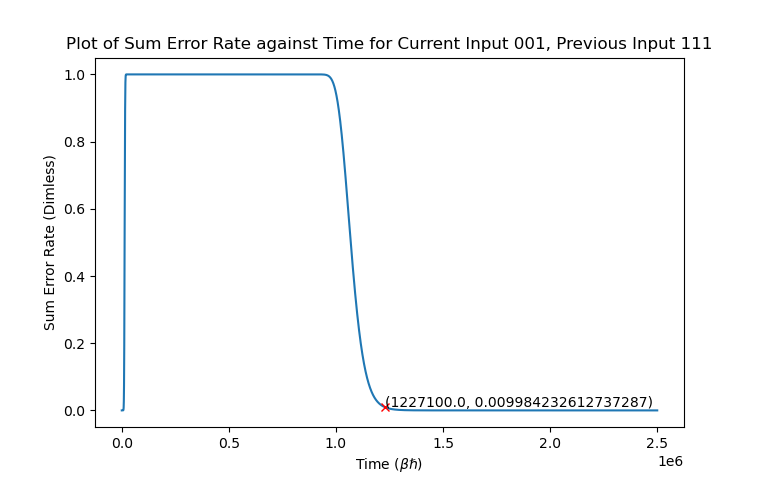 Plot of Sum Error Rate against Time for Current Input 001, Previous Input 111
Sum Error Rate (Dimless)
1.0
0.8
0.6
0.4
0.2
0.0
(1227100.0, 0.009984232612737287)
0.0 0.5 1.0 1.5 2.0 2.5
1e6
Time (βℏ)